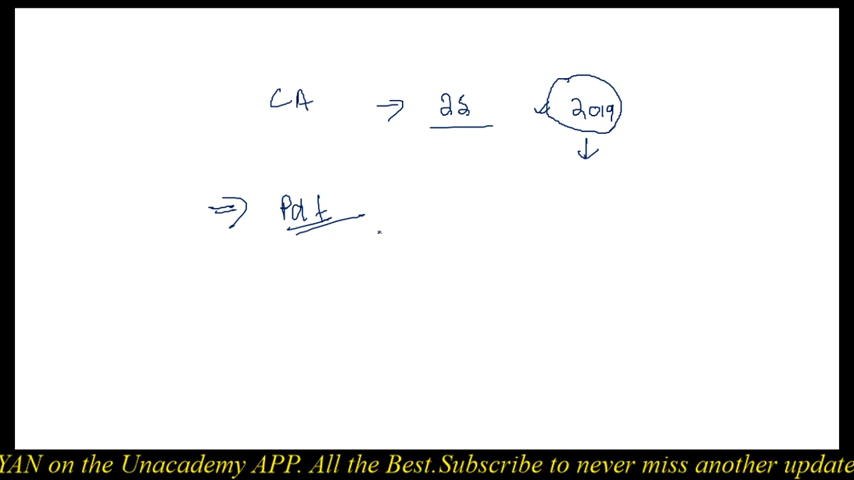 CA → 22 2019
⇒ Pdf
YAN on the Unacademy APP. All the Best.Subscribe to never miss another update